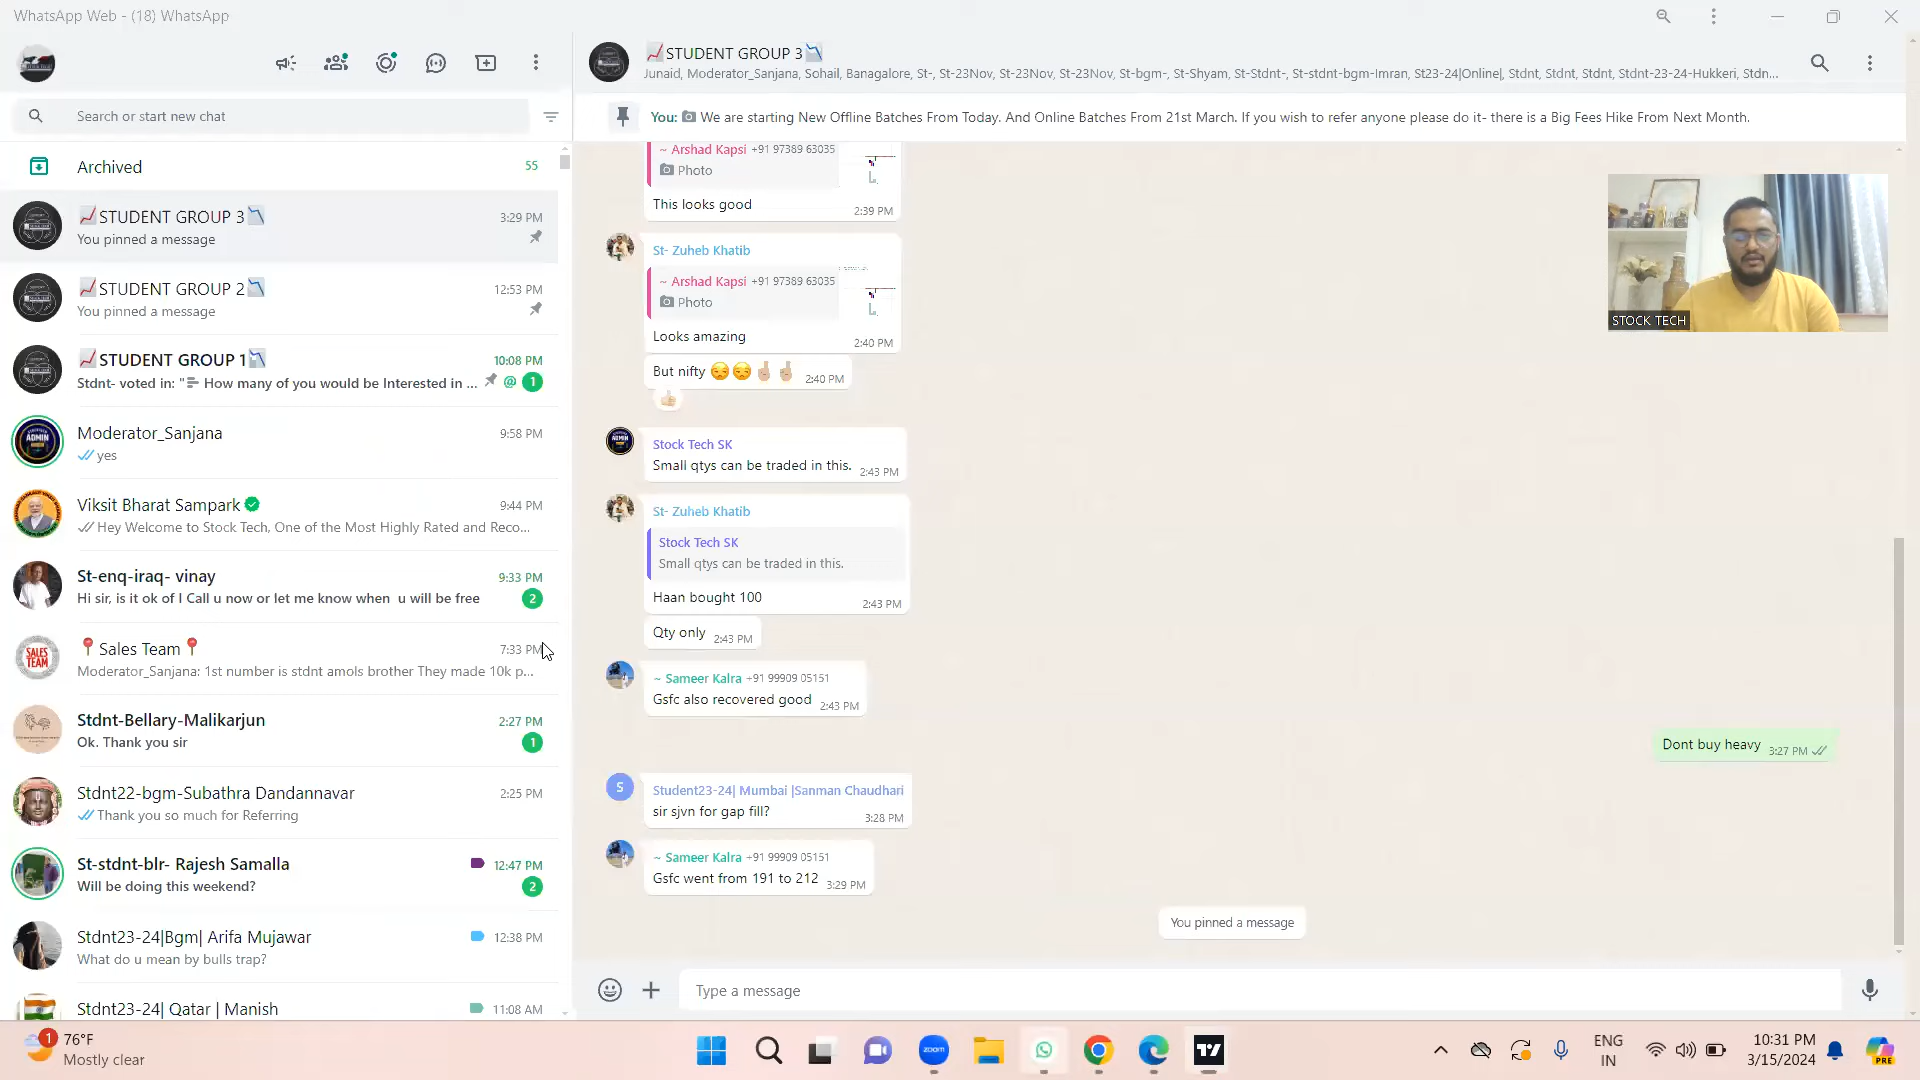 WhatsApp Web - (18) WhatsApp
Search or start new chat
Archived 55
STUDENT GROUP 3 3:29 PM
You pinned a message
STUDENT GROUP 2 12:53 PM
You pinned a message
STUDENT GROUP 1 10:08 PM
Stdnt- voted in: " How many of you would be Interested in ... @ 1
Moderator_Sanjana 9:58 PM
yes
Viksit Bharat Sampark 9:44 PM
Hey Welcome to Stock Tech, One of the Most Highly Rated and Reco...
St-enq-iraq- vinay 9:33 PM
Hi sir, is it ok of I Call u now or let me know when u will be free 2
Sales Team 7:33 PM
Moderator_Sanjana: 1st number is stdnt amols brother They made 10k p...
Stdnt-Bellary-Malikarjun 2:27 PM
Ok. Thank you sir 1
Stdnt22-bgm-Subathra Dandannavar 2:25 PM
Thank you so much for Referring
St-stdnt-blr- Rajesh Samalla 12:47 PM
Will be doing this weekend? 2
Stdnt23-24|Bgm| Arifa Mujawar 12:38 PM
What do u mean by bulls trap?
Stdnt23-24| Qatar | Manish 11:08 AM
ADMIN
SALES
TEAM
STUDENT GROUP 3
Junaid, Moderator_Sanjana, Sohail, Banagalore, St-, St-23Nov, St-23Nov, St-23Nov, St-bgm-, St-Shyam, St-Stdnt-, St-stdnt-bgm-Imran, St23-24|Online|, Stdnt, Stdnt, Stdnt, Stdnt-23-24-Hukkeri, Stdn...
You: We are starting New Offline Batches From Today. And Online Batches From 21st March. If you wish to refer anyone please do it- there is a Big Fees Hike From Next Month.
~ Arshad Kapsi +91 97389 63035
Photo
This looks good 2:39 PM
St- Zuheb Khatib
~ Arshad Kapsi +91 97389 63035
Photo
Looks amazing 2:40 PM
But nifty 2:40 PM
Stock Tech SK
Small qtys can be traded in this. 2:43 PM
St- Zuheb Khatib
Stock Tech SK
Small qtys can be traded in this.
Haan bought 100 2:43 PM
Qty only 2:43 PM
~ Sameer Kalra +91 99909 05151
Gsfc also recovered good 2:43 PM
Dont buy heavy 3:27 PM
S
Student23-24| Mumbai |Sanman Chaudhari
sir sjvn for gap fill? 3:28 PM
~ Sameer Kalra +91 99909 05151
Gsfc went from 191 to 212 3:29 PM
You pinned a message
Type a message
STOCK TECH
1
76°F
Mostly clear
zoom
ENG
IN
10:31 PM
3/15/2024
PRE